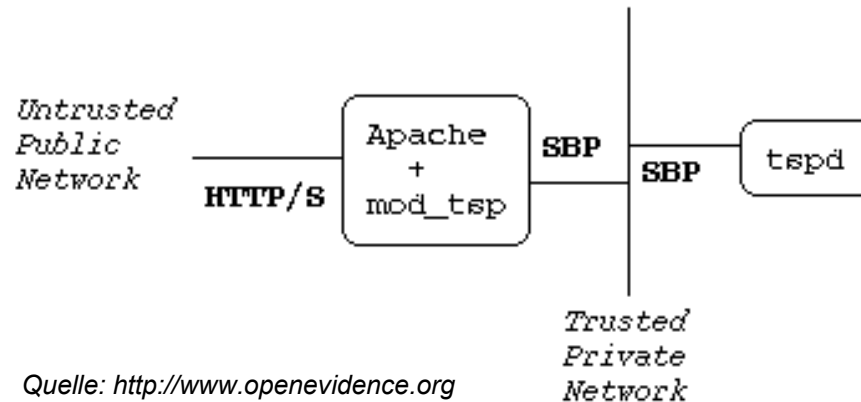 Untrusted
Public
Network
HTTP/S
Apache
+
mod_tsp
SBP
SBP
tspd
Trusted
Private
Network
Quelle: http://www.openevidence.org